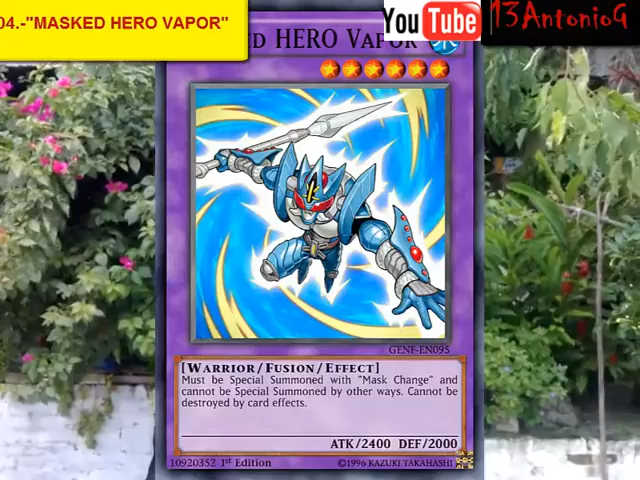 04.-"MASKED HERO VAPOR"
YouTube
13AntonioG
HERO VAPOR
GENF-EN095
[WARRIOR/FUSION/EFFECT]
Must be Special Summoned with "Mask Change" and
cannot be Special Summoned by other ways. Cannot be
destroyed by card effects.
ATK/2400 DEF/2000
10920352 1st Edition
©1996 KAZUKI TAKAHASHI